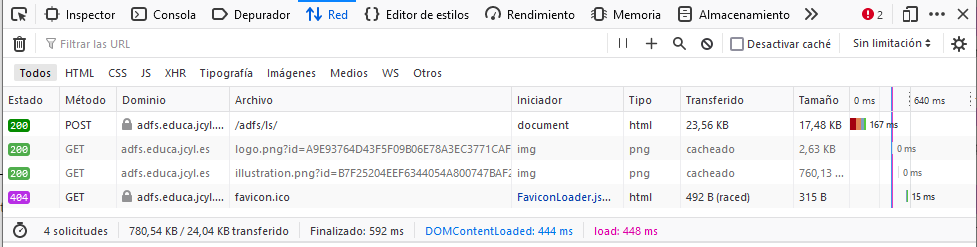 Inspector Consola Depurador Red Editor de estilos Rendimiento Memoria Almacenamiento 2
Filtrar las URL Desactivar caché Sin limitación
Todos HTML CSS JS XHR Tipografía Imágenes Medios WS Otros
Estado Método Dominio Archivo Iniciador Tipo Transferido Tamaño 0 ms 640 ms
200 POST adfs.educa.jcyl.... /adfs/ls/ document html 23,56 KB 17,48 KB 167 ms
200 GET adfs.educa.jcyl.es logo.png?id=A9E93764D43F5F09B06E78A3EC3771CAF img png cacheado 2,63 KB 0 ms
200 GET adfs.educa.jcyl.es illustration.png?id=B7F25204EEF6344054A800747BAF2 img png cacheado 760,13 ... 0 ms
404 GET adfs.educa.jcyl.... favicon.ico FaviconLoader.js... html 492 B (raced) 315 B 15 ms
4 solicitudes 780,54 KB / 24,04 KB transferido Finalizado: 592 ms DOMContentLoaded: 444 ms load: 448 ms